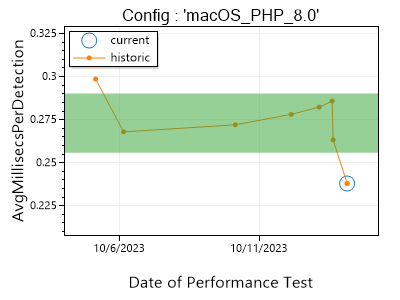 Config : 'macOS_PHP_8.0'
current
historic
0.325
0.3
0.275
0.25
0.225
AvgMillisecsPerDetection
10/6/2023
10/11/2023
Date of Performance Test